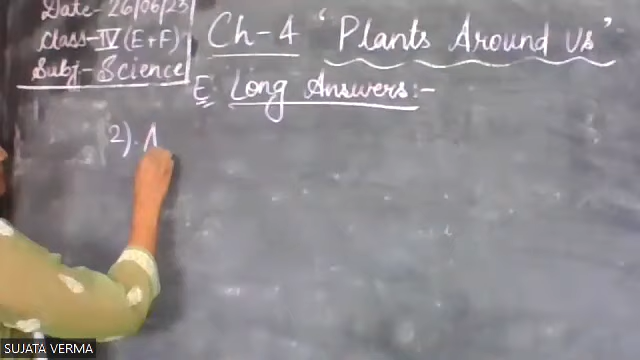 Date- 26/06/23
Class-IV (E+F)
Subj-Science
Ch-4 'Plants Around Us'
E Long Answers:-
2). A
SUJATA VERMA